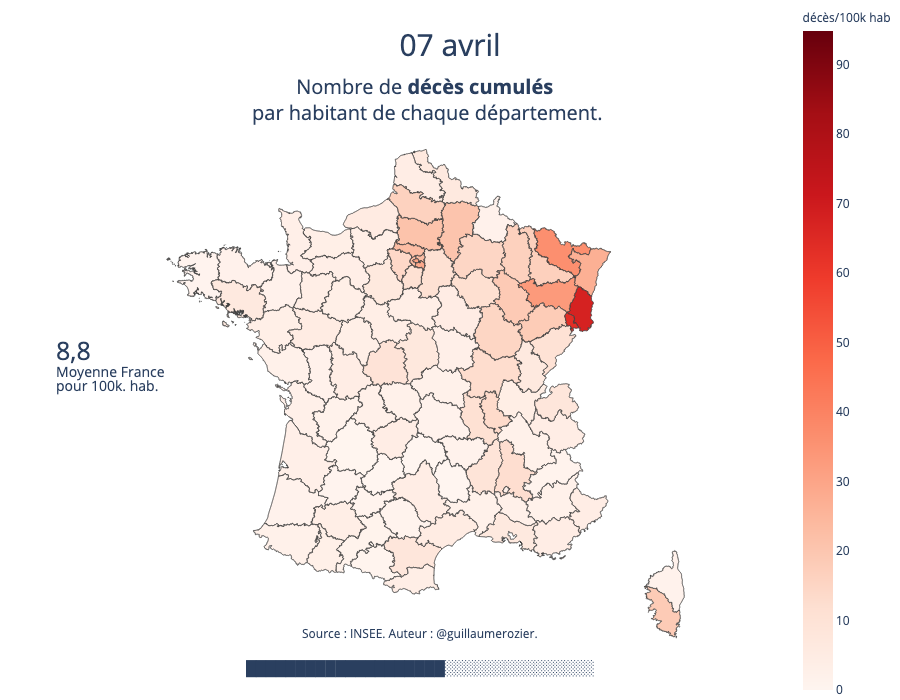 décès/100k hab
07 avril
Nombre de décès cumulés
par habitant de chaque département.
90
80
70
60
50
40
30
20
10
0
8,8
Moyenne France
pour 100k. hab.
Source : INSEE. Auteur : @guillaumerozier.